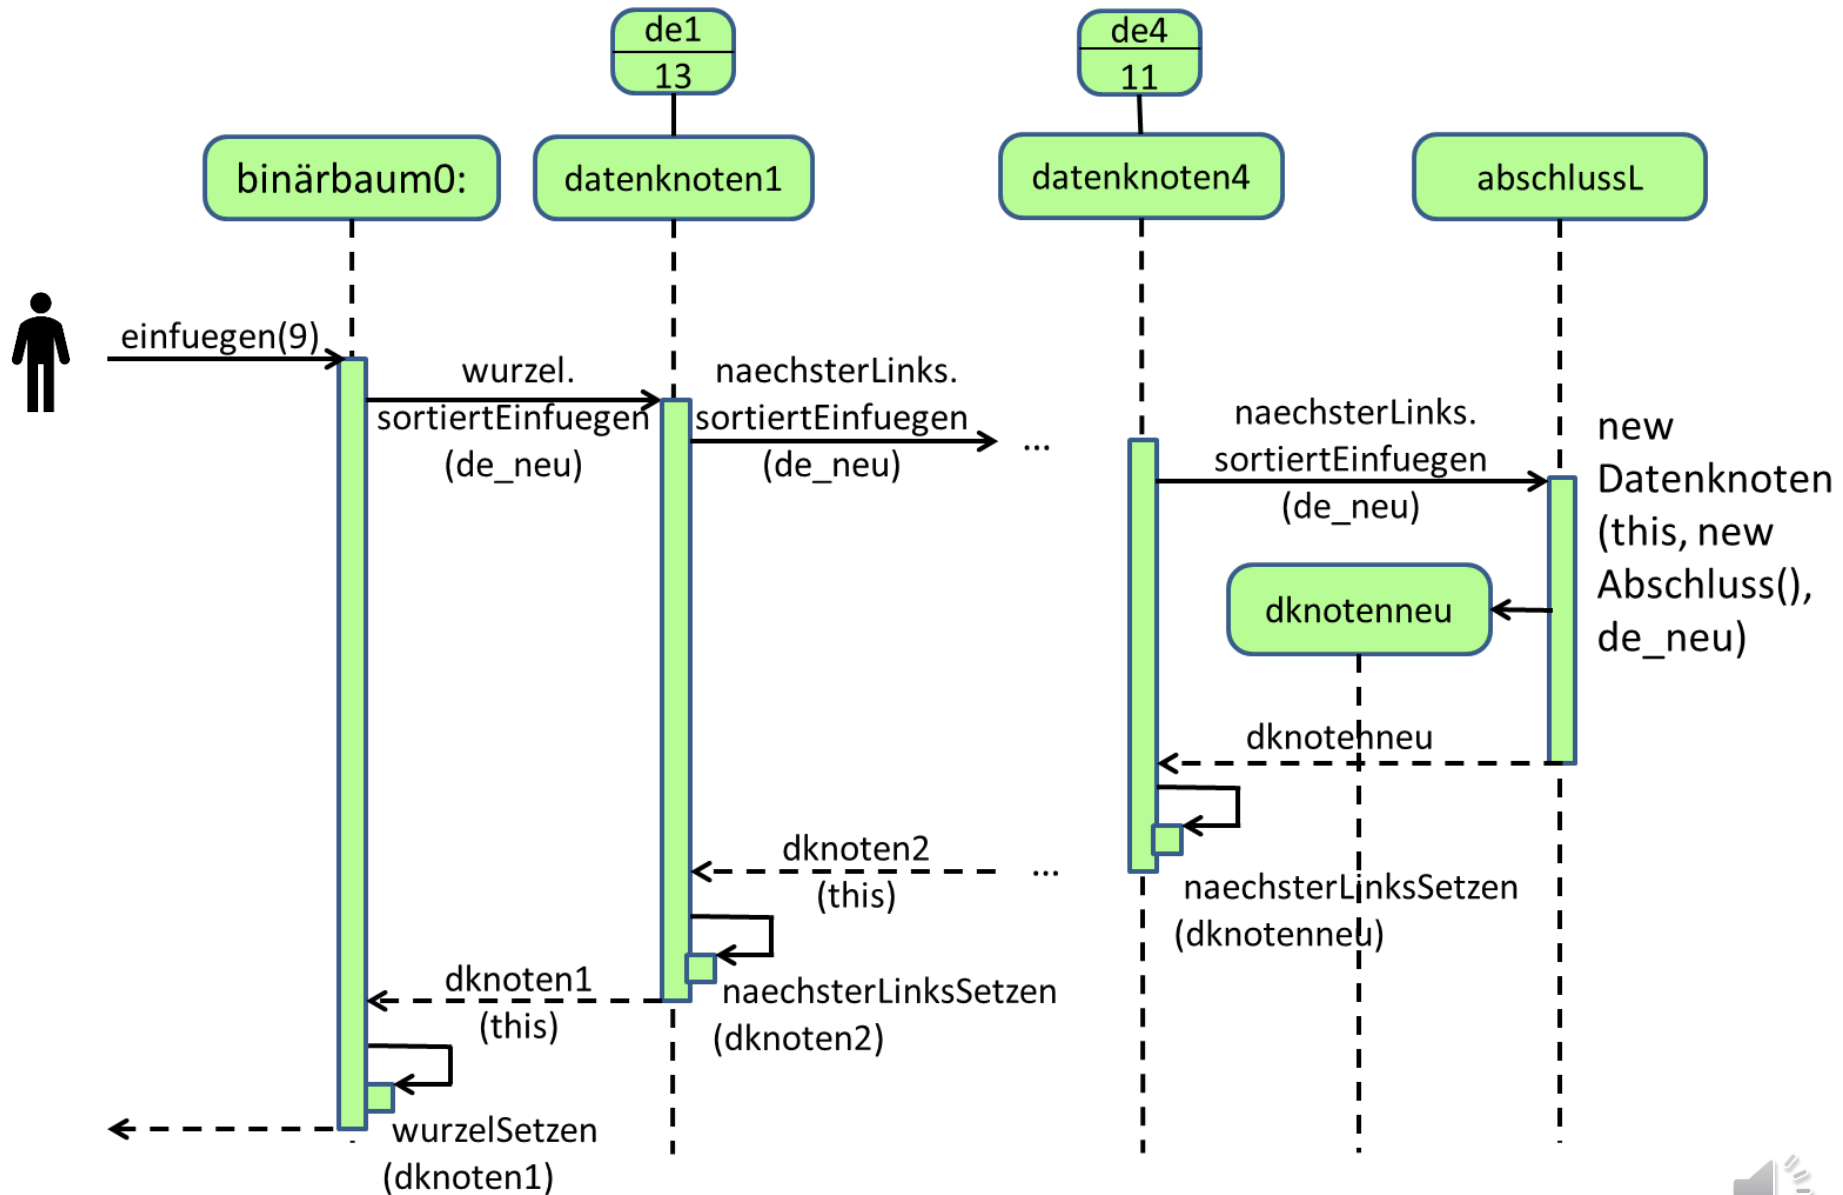 de1
13
de4
11
binärbaum0:
datenknoten1
datenknoten4
abschlussL
einfuegen(9)
wurzel.
sortiertEinfuegen
(de_neu)
naechsterLinks.
sortiertEinfuegen
(de_neu)
...
naechsterLinks.
sortiertEinfuegen
(de_neu)
new
Datenknoten
(this, new
Abschluss(),
de_neu)
dknotenneu
dknotenneu
dknoten2
(this)
...
naechsterLinksSetzen
(dknotenneu)
dknoten1
(this)
naechsterLinksSetzen
(dknoten2)
wurzelSetzen
(dknoten1)